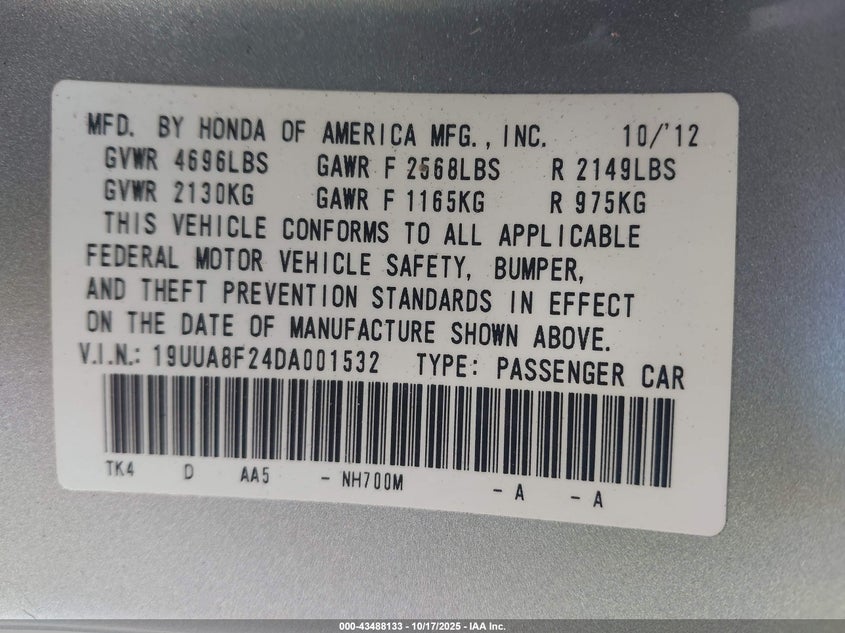 MFD. BY HONDA OF AMERICA MFG., INC. 10/'12
GVWR 4696LBS GAWR F 2568LBS R 2149LBS
GVWR 2130KG GAWR F 1165KG R 975KG
THIS VEHICLE CONFORMS TO ALL APPLICABLE
FEDERAL MOTOR VEHICLE SAFETY, BUMPER,
AND THEFT PREVENTION STANDARDS IN EFFECT
ON THE DATE OF MANUFACTURE SHOWN ABOVE.
V.I.N.: 19UUA8F24DA001532 TYPE: PASSENGER CAR
TK4 D AA5 - NH700M - A - A
000-43488133 - 10/17/2025 - IAA Inc.